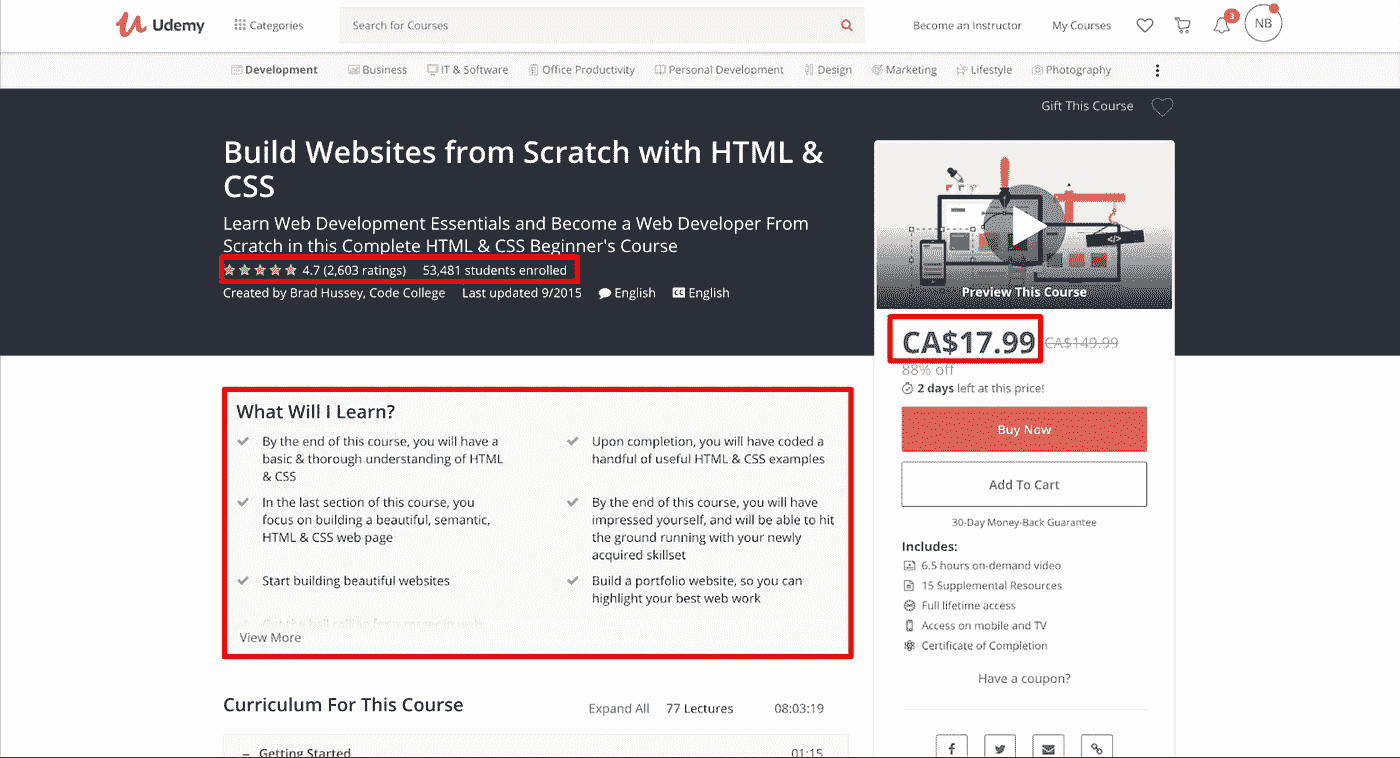 Udemy
Categories
Search for Courses
Become an Instructor
My Courses
3
NB
Development
Business
IT & Software
Office Productivity
Personal Development
Design
Marketing
Lifestyle
Photography
Gift This Course
Build Websites from Scratch with HTML &
CSS
Learn Web Development Essentials and Become a Web Developer From
Scratch in this Complete HTML & CSS Beginner's Course
4.7 (2,603 ratings) 53,481 students enrolled
Created by Brad Hussey, Code College Last updated 9/2015 English CC English
</>
Preview This Course
CA$17.99 CA$149.99
88% off
2 days left at this price!
Buy Now
Add To Cart
30-Day Money-Back Guarantee
Includes:
6.5 hours on-demand video
15 Supplemental Resources
Full lifetime access
Access on mobile and TV
Certificate of Completion
Have a coupon?
What Will I Learn?
By the end of this course, you will have a
basic & thorough understanding of HTML
& CSS
In the last section of this course, you
focus on building a beautiful, semantic,
HTML & CSS web page
Start building beautiful websites
Get the ball rolling for a career in web
Upon completion, you will have coded a
handful of useful HTML & CSS examples
By the end of this course, you will have
impressed yourself, and will be able to hit
the ground running with your newly
acquired skillset
Build a portfolio website, so you can
highlight your best web work
View More
Curriculum For This Course
Expand All
77 Lectures
08:03:19
– Getting Started
01:15